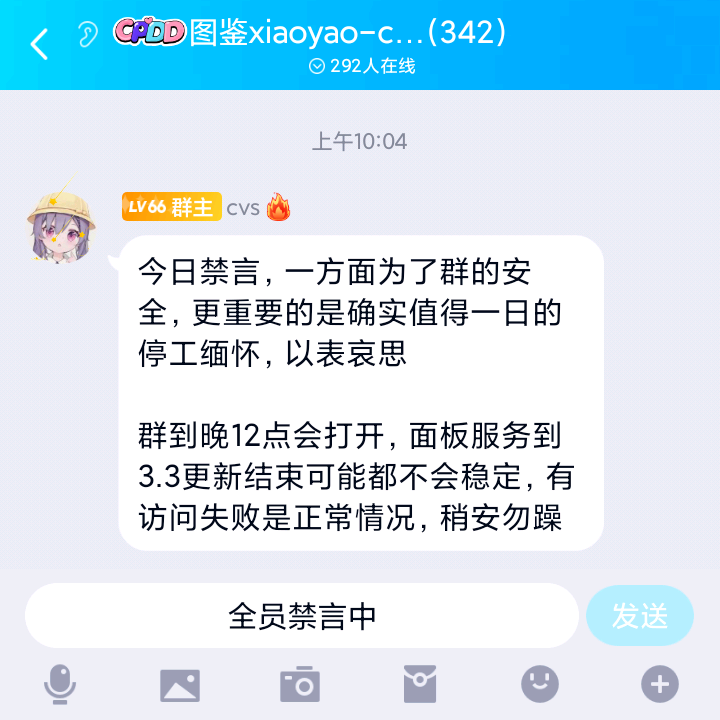 CPDD图鉴xiaoyao-c...(342)
292人在线
上午10:04
LV66 群主 cvs
今日禁言，一方面为了群的安
全，更重要的是确实值得一日的
停工缅怀，以表哀思
群到晚12点会打开，面板服务到
3.3更新结束可能都不会稳定，有
访问失败是正常情况，稍安勿躁
全员禁言中
发送